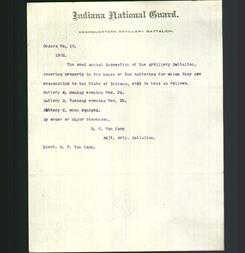 Indiana National Guard.
HEADQUARTERS ARTILLERY BATTALION.
Orders No. 10.
1902.
The semi annual inspection of the Artillery Battalion,
covering property in the hands of the batteries for which they are
responsible to the State of Indiana, will be held as follows.
Battery A, Monday evening Nov. 24,
Battery D, Tuesday evening Nov. 25,
Battery C, when equipped.
By order of Major Stevenson.
H. P. Van Camp
Adjt. Arty. Battalion.
Lieut. H. P. Van Camp.